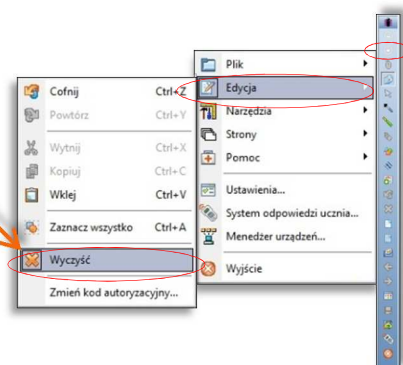 Plik
Edycja
Narzędzia
Strony
Pomoc
Ustawienia...
System odpowiedzi ucznia...
Menedżer urządzeń...
Wyjście
Cofnij Ctrl+Z
Powtórz Ctrl+Y
Wytnij Ctrl+X
Kopiuj Ctrl+C
Wklej Ctrl+V
Zaznacz wszystko Ctrl+A
Wyczyść
Zmień kod autoryzacyjny...